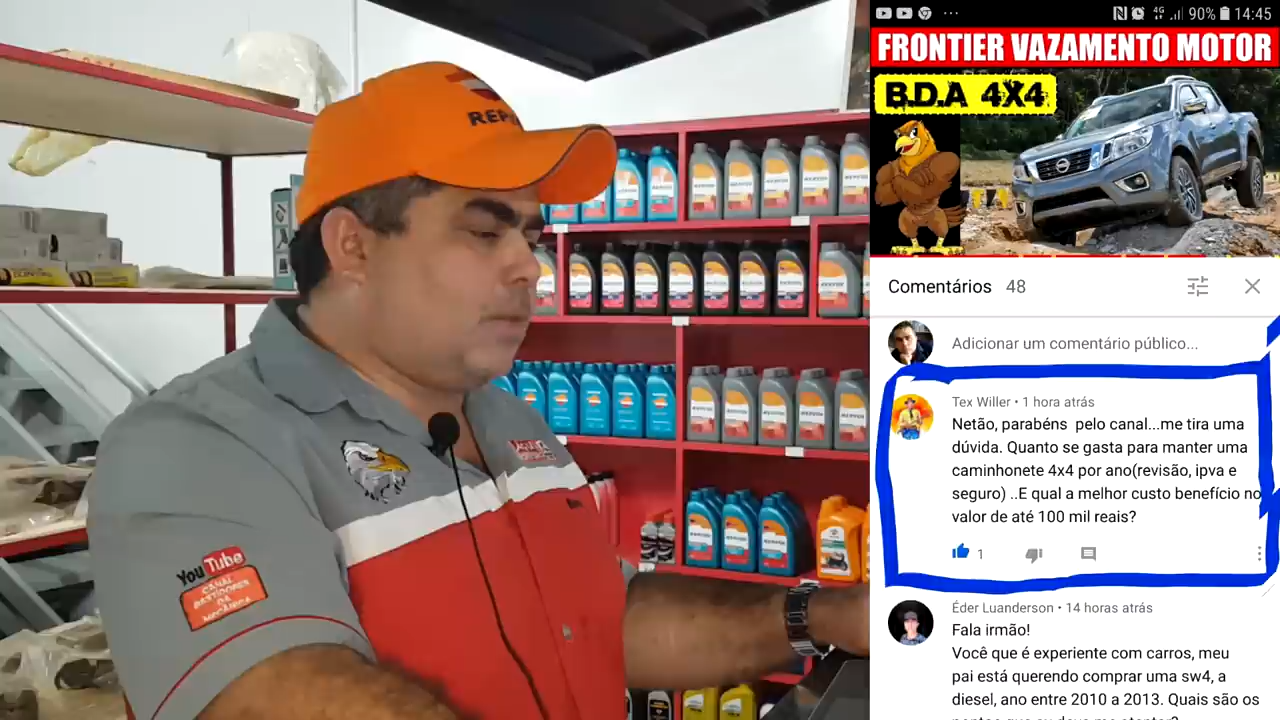 14:45
90%
4G
FRONTIER VAZAMENTO MOTOR
B.D.A 4X4
Comentários 48
Adicionar um comentário público...
Tex Willer • 1 hora atrás
Netão, parabéns pelo canal...me tira uma
dúvida. Quanto se gasta para manter uma
caminhonete 4x4 por ano(revisão, ipva e
seguro) ..E qual a melhor custo benefício no
valor de até 100 mil reais?
1
Éder Luanderson • 14 horas atrás
Fala irmão!
Você que é experiente com carros, meu
pai está querendo comprar uma sw4, a
diesel, ano entre 2010 a 2013. Quais são os
YouTube
CANAL
BASTIDORES
DA
MECÂNICA